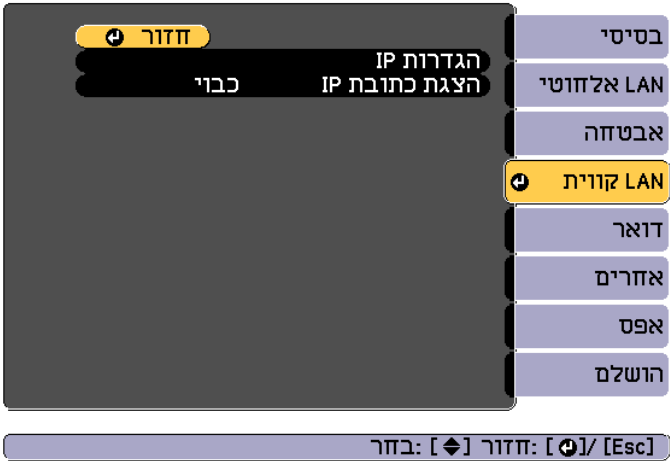 בסיסי
LAN אלחוטי
אבטחה
LAN קווית
דואר
אחרים
אפס
הושלם
חזור
הגדרות IP
הצגת כתובת IP כבוי
[Esc] /[ ]: חזור [ ]: בחר